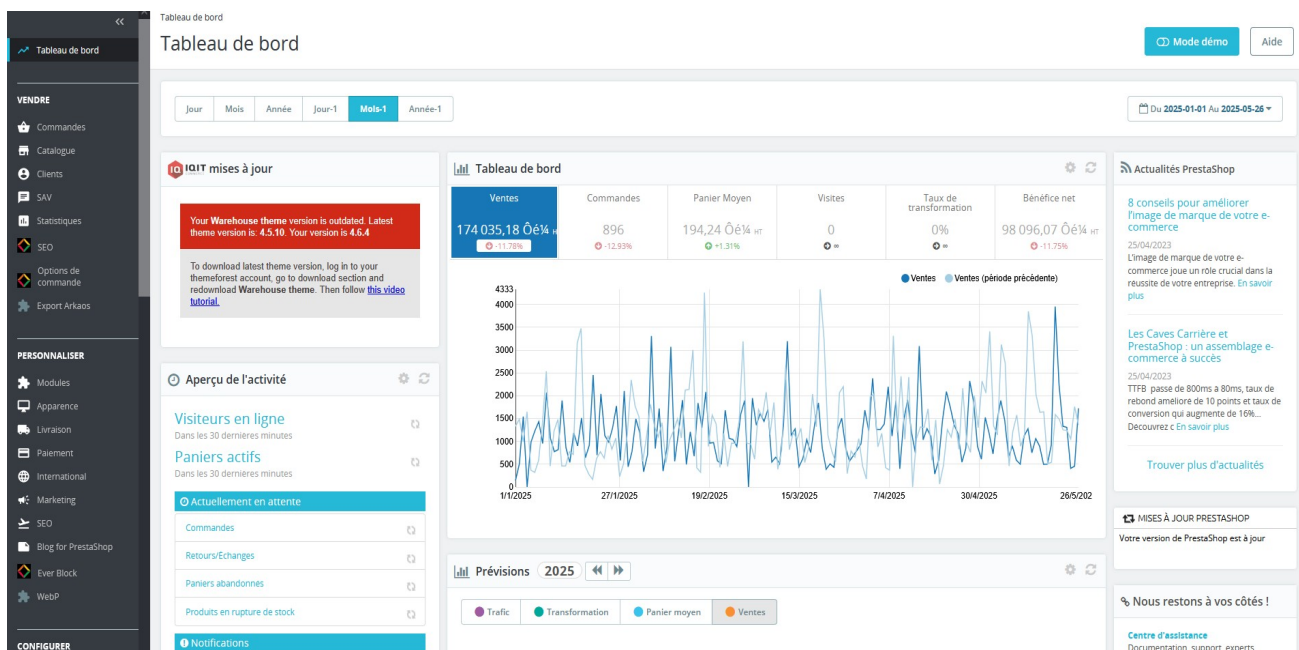 Tableau de bord
Tableau de bord
Tableau de bord
Mode démo
Aide
VENDRE
Commandes
Catalogue
Clients
SAV
Statistiques
SEO
Options de
commande
Export Arkaos
PERSONNALISER
Modules
Apparence
Livraison
Paiement
International
Marketing
SEO
Blog for PrestaShop
Ever Block
WebP
CONFIGURER
Jour
Mois
Année
Jour-1
Mois-1
Année-1
Du 2025-01-01 Au 2025-05-26
IQIT mises à jour
Your Warehouse theme version is outdated. Latest
theme version is: 4.5.10. Your version is 4.6.4
To download latest theme version, log in to your
themeforest account, go to download section and
redownload Warehouse theme. Then follow this video
tutorial.
Aperçu de l'activité
Visiteurs en ligne
Dans les 30 dernieres minutes
Paniers actifs
Dans les 30 dernieres minutes
Actuellement en attente
Commandes
Retours/Echanges
Paniers abandonnes
Produits en rupture de stock
Notifications
Tableau de bord
Ventes
174 035,18 Ôé¼ H
-11.78%
Commandes
896
-12.93%
Panier Moyen
194,24 Ôé¼ HT
+1.31%
Visites
0
∞
Taux de
transformation
0%
∞
Bénéfice net
98 096,07 Ôé¼ HT
-11.75%
Ventes
Ventes (période précédente)
4333
4000
3500
3000
2500
2000
1500
1000
500
0
1/1/2025
27/1/2025
19/2/2025
15/3/2025
7/4/2025
30/4/2025
26/5/202
Prévisions 2025
Trafic
Transformation
Panier moyen
Ventes
Actualités PrestaShop
8 conseils pour améliorer
l'image de marque de votre e-
commerce
25/04/2023
L'image de marque de votre e-
commerce joue un rôle crucial dans la
reussite de votre entreprise. En savoir
plus
Les Caves Carrière et
PrestaShop : un assemblage e-
commerce à succès
25/04/2023
TTFB passe de 800ms a 80ms, taux de
rebond améliore de 10 points et taux de
conversion qui augmente de 16%...
Découvrez c En savoir plus
Trouver plus d'actualités
MISES À JOUR PRESTASHOP
Votre version de PrestaShop est à jour
Nous restons à vos côtés !
Centre d'assistance
Documentation, support, experts